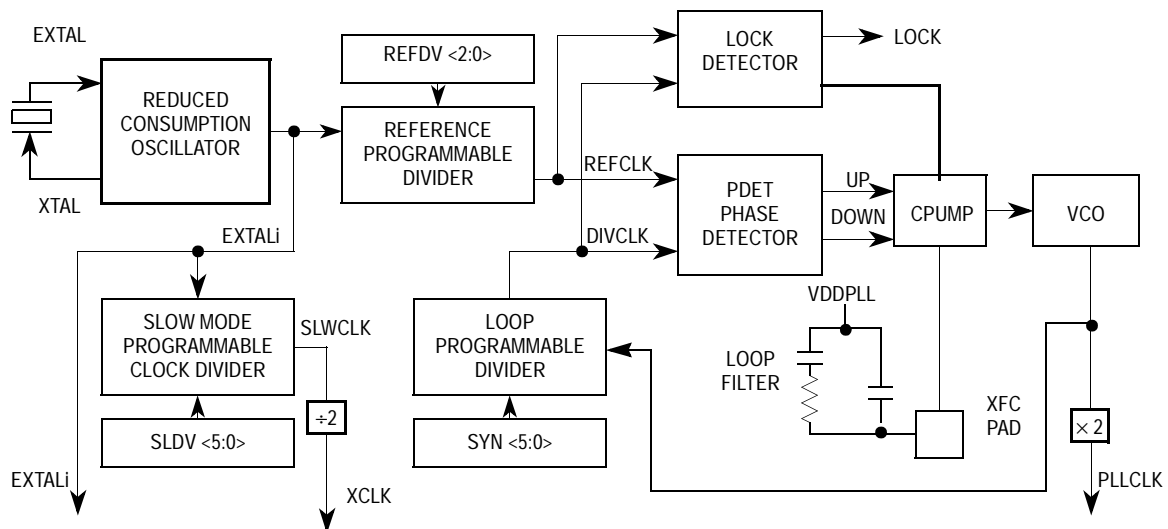 EXTAL
REDUCED
CONSUMPTION
OSCILLATOR
XTAL
REFDV <2:0>
REFERENCE
PROGRAMMABLE
DIVIDER
LOCK
DETECTOR
LOCK
REFCLK
PDET
PHASE
DETECTOR
UP
DOWN
CPUMP
VCO
EXTALi
DIVCLK
SLOW MODE
PROGRAMMABLE
CLOCK DIVIDER
SLWCLK
÷2
SLDV <5:0>
EXTALi
XCLK
LOOP
PROGRAMMABLE
DIVIDER
SYN <5:0>
VDDPLL
LOOP
FILTER
XFC
PAD
× 2
PLLCLK